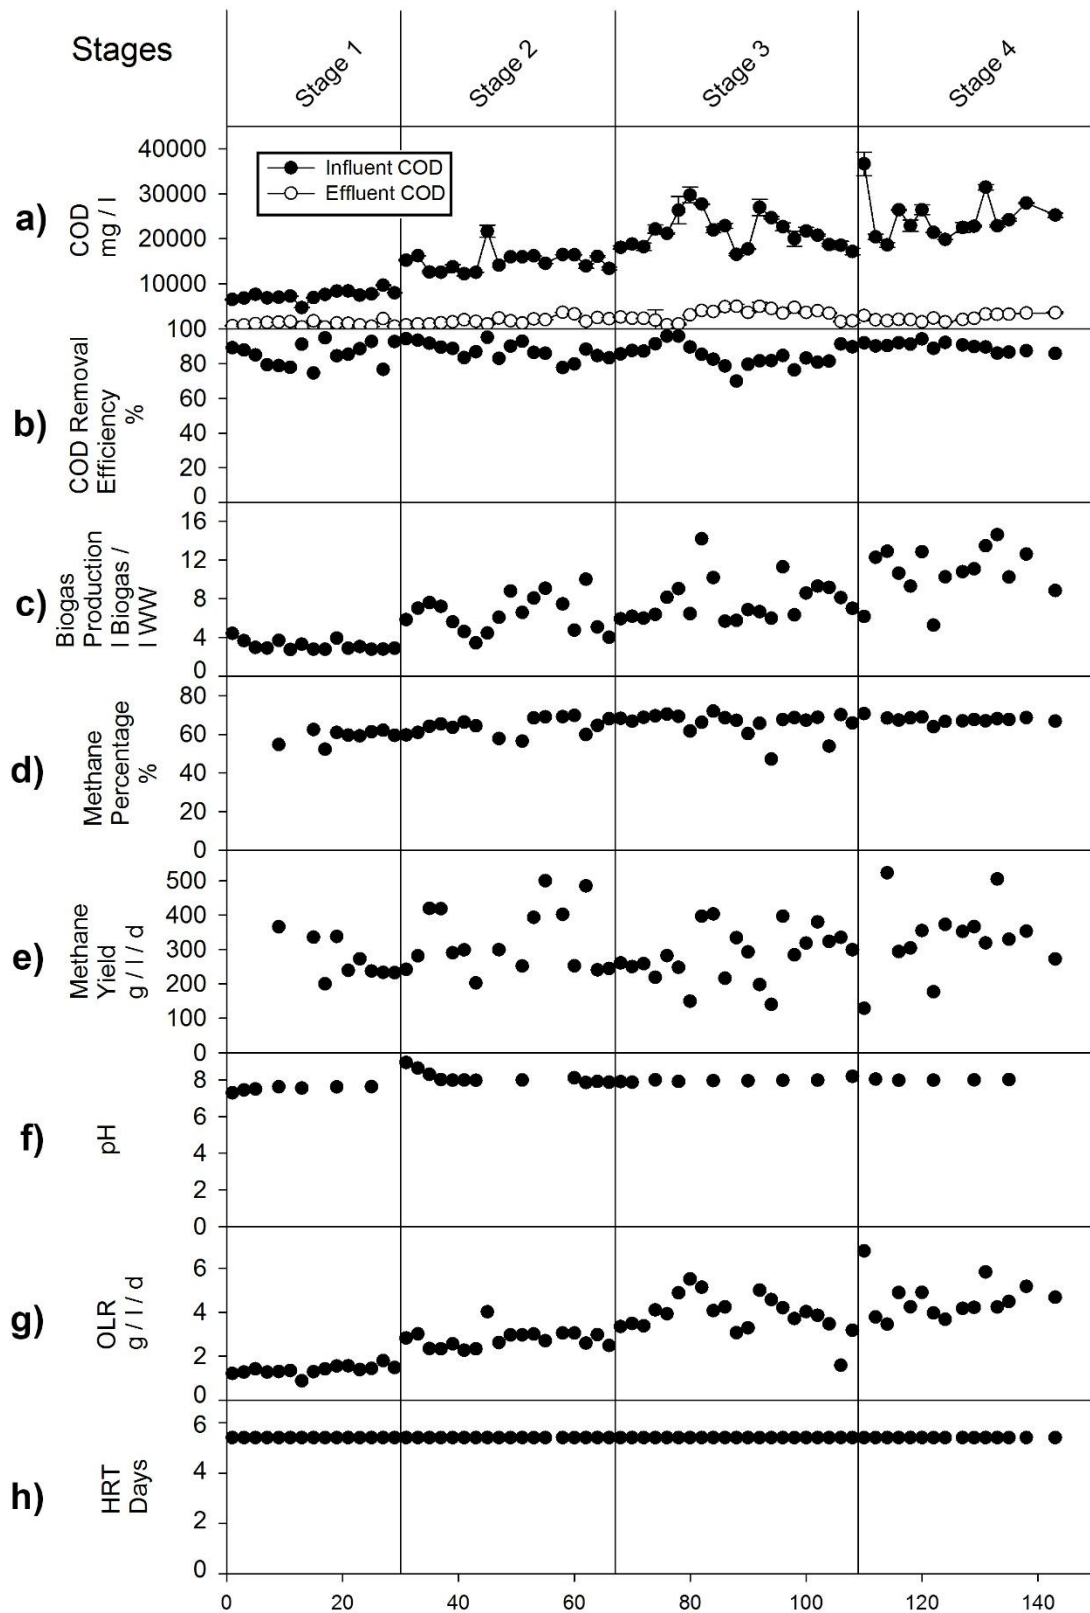 Stages
Stage 1
Stage 2
Stage 3
Stage 4
a)
COD
mg / l
40000
30000
20000
10000
Influent COD
Effluent COD
b)
COD Removal
Efficiency
%
100
80
60
40
20
0
c)
Biogas
Production
l Biogas /
l WW
16
12
8
4
0
d)
Methane
Percentage
%
80
60
40
20
0
e)
Methane
Yield
g / l / d
500
400
300
200
100
0
f)
pH
8
6
4
2
0
g)
OLR
g / l / d
6
4
2
0
h)
HRT
Days
6
4
2
0
0 20 40 60 80 100 120 140